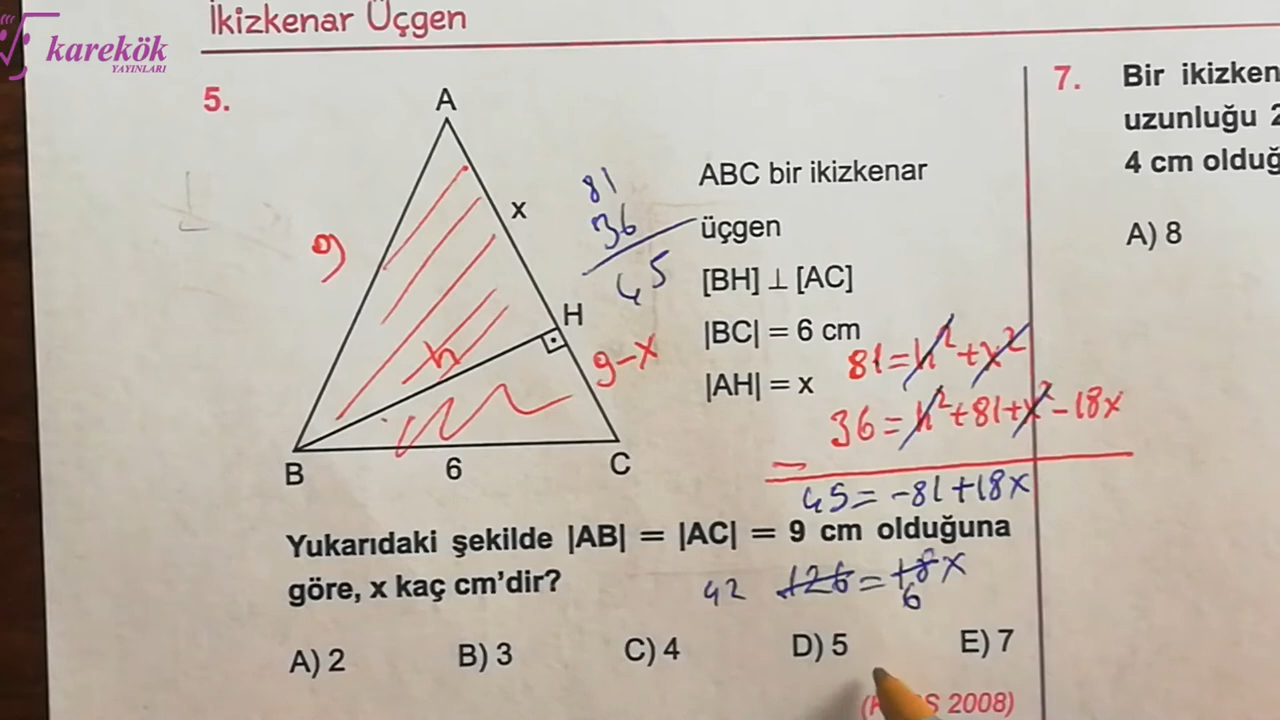 İkizkenar Üçgen
karekök
YAYINLARI
5.
A
x
H
B
6
C
9
h
9-x
81
36
45
ABC bir ikizkenar
üçgen
[BH] ⊥ [AC]
|BC| = 6 cm
|AH| = x
81=h²+x²
36=h²+81+x²-18x
45=-81+18x
126=18x
42
6
Yukarıdaki şekilde |AB| = |AC| = 9 cm olduğuna
göre, x kaç cm'dir?
A) 2 B) 3 C) 4 D) 5 E) 7
2008)
7. Bir ikizken
uzunluğu 2
4 cm olduğ
A) 8